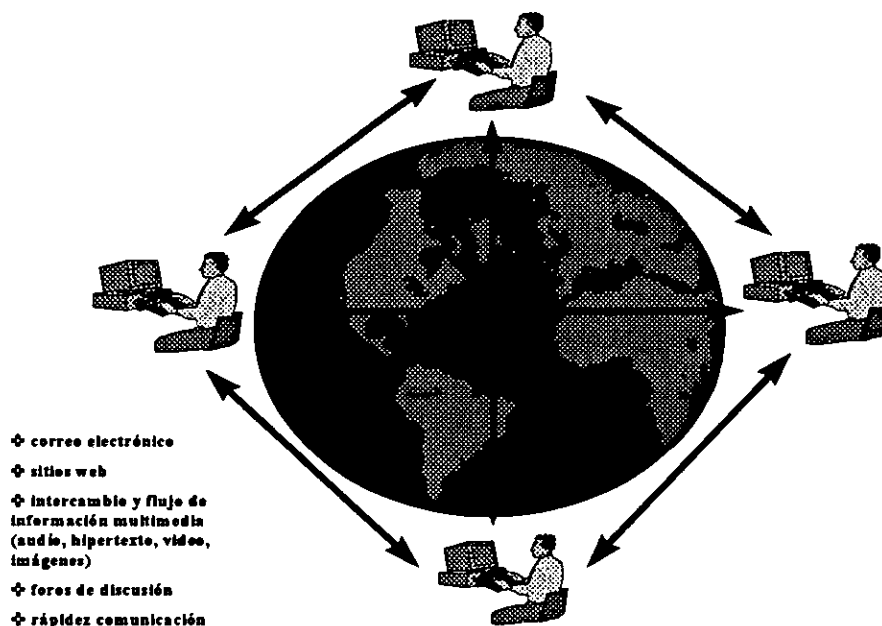 ✤ correo electrónico
✤ sitios web
✤ intercambio y flujo de
información multimedia
(audio, hipertexto, video,
imágenes)
✤ foros de discusión
✤ rápidez comunicación